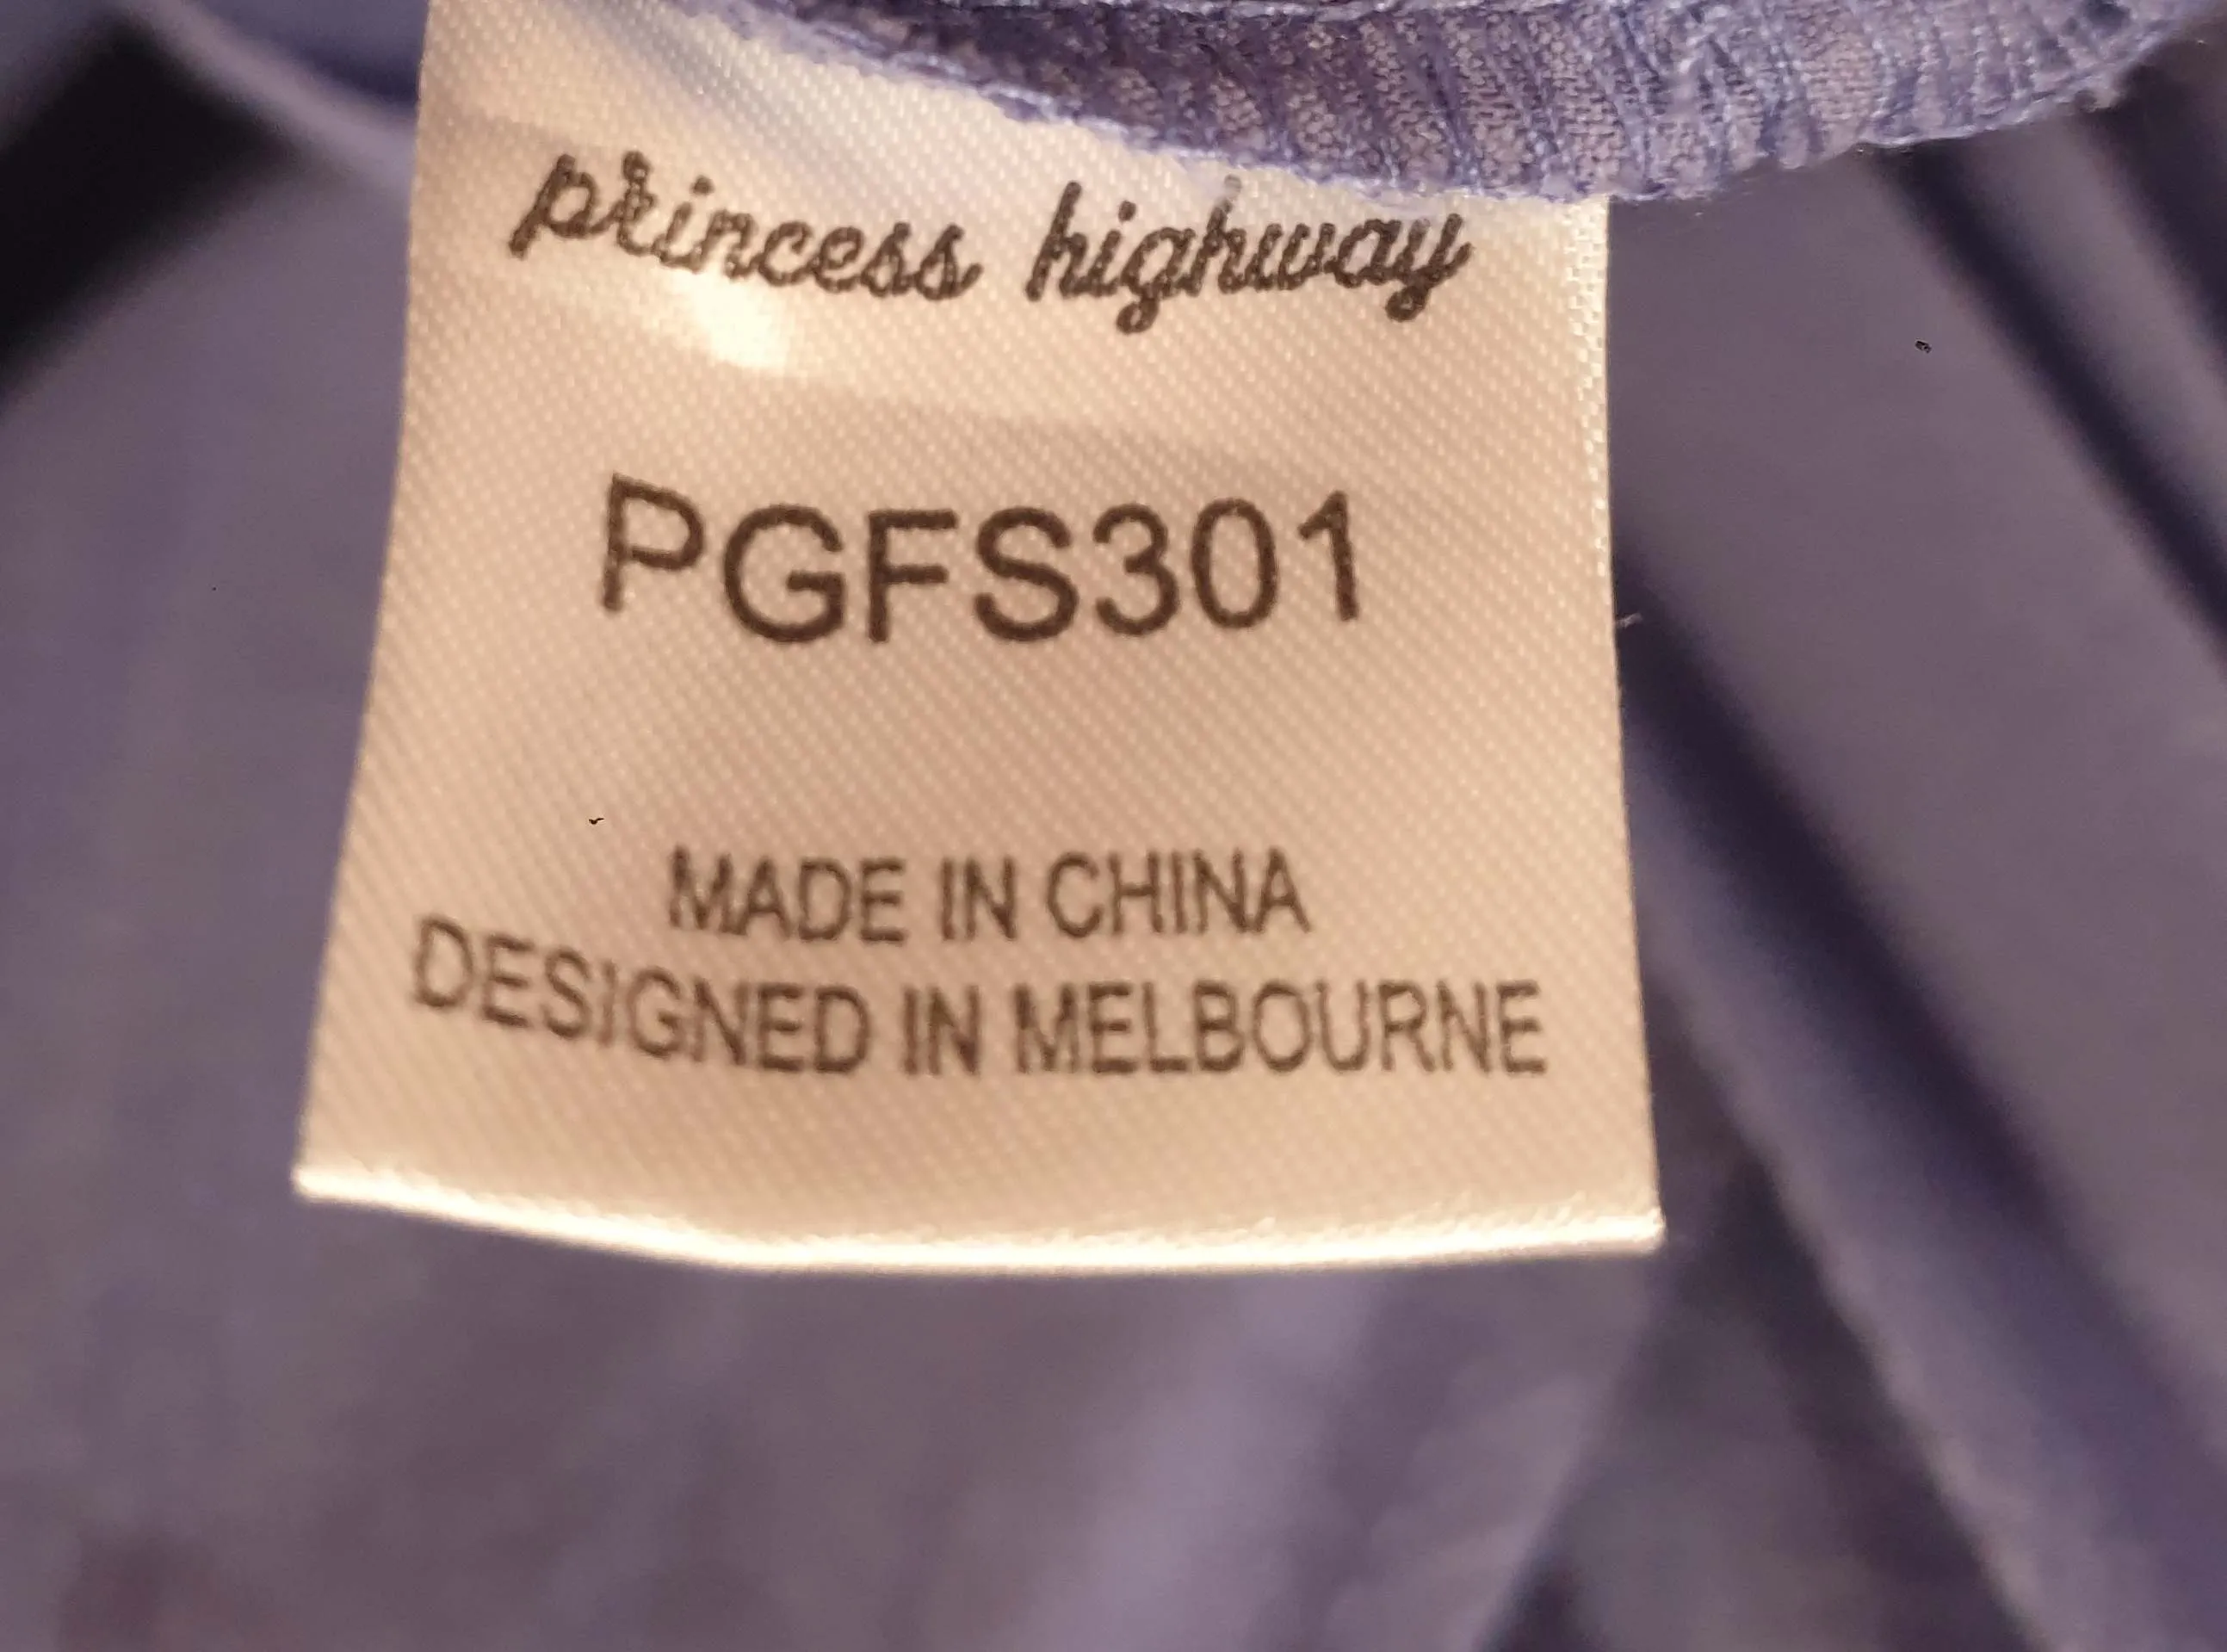 princess highway
PGFS301
MADE IN CHINA
DESIGNED IN MELBOURNE